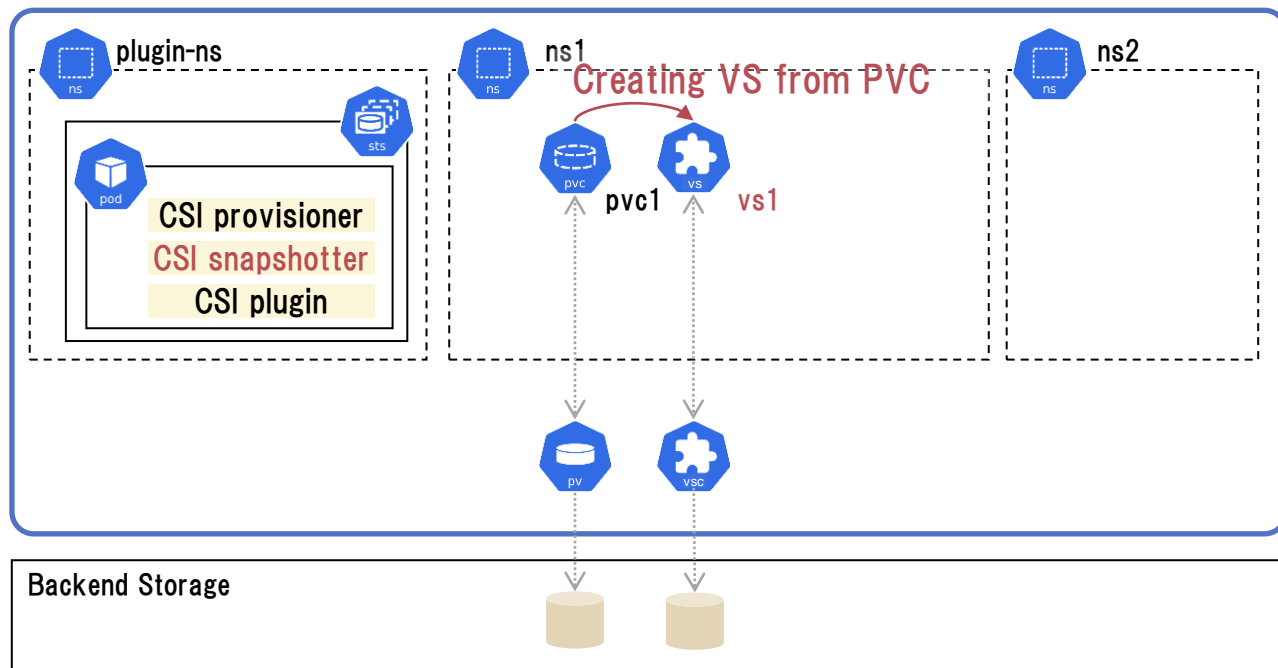 plugin-ns
ns1
ns2
ns
ns
ns
Creating VS from PVC
sts
pod
pvc
vs
pvc1
vs1
CSI provisioner
CSI snapshotter
CSI plugin
pv
vsc
Backend Storage